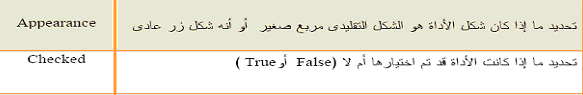 Appearance تحديد ما إذا كان شكل الأداة هو الشكل التقليدى مربع صغير أو أنه شكل زر عادى
Checked تحديد ما إذا كانت الأداة قد تم اختيارها أم لا (False أو True )